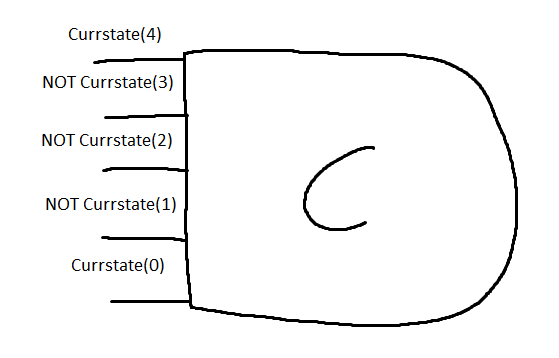 Currstate(4)
NOT Currstate(3)
NOT Currstate(2)
NOT Currstate(1)
Currstate(0)
C